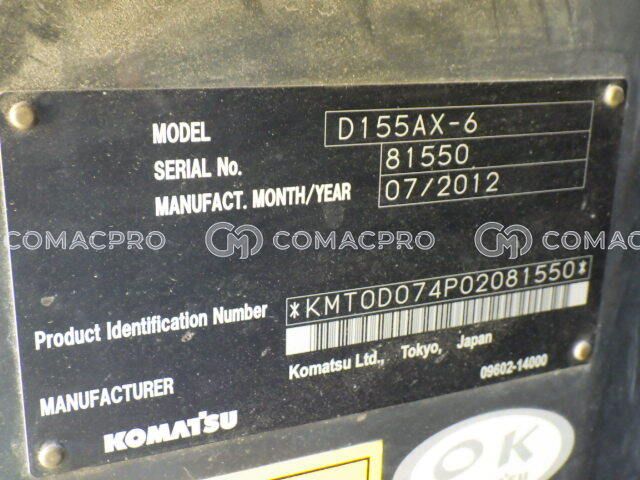 MODEL D155AX-6
SERIAL No. 81550
MANUFACT. MONTH/YEAR 07/2012
COMACPRO COMACPRO COMACPRO
Product Identification Number *KMT0D074P02081550*
Komatsu Ltd., Tokyo, Japan
MANUFACTURER
09602-14000
KOMATSU
OK